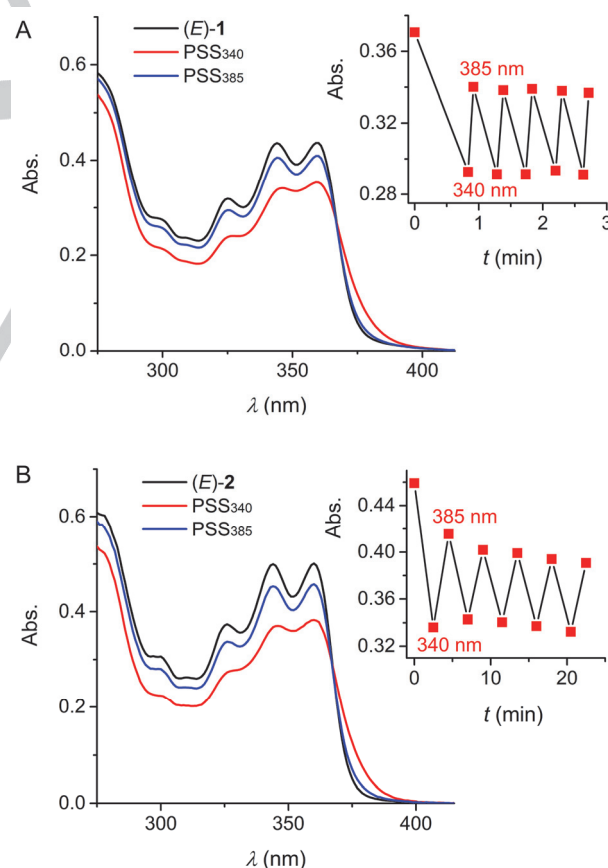 A
(E)-1
PSS340
PSS385
0.6
0.4
0.2
0.0
Abs.
300
350
400
λ (nm)
0.36
0.32
0.28
Abs.
385 nm
340 nm
0
1
2
3
t (min)
B
(E)-2
PSS340
PSS385
0.6
0.4
0.2
0.0
Abs.
300
350
400
λ (nm)
0.44
0.40
0.36
0.32
Abs.
385 nm
340 nm
0
10
20
t (min)